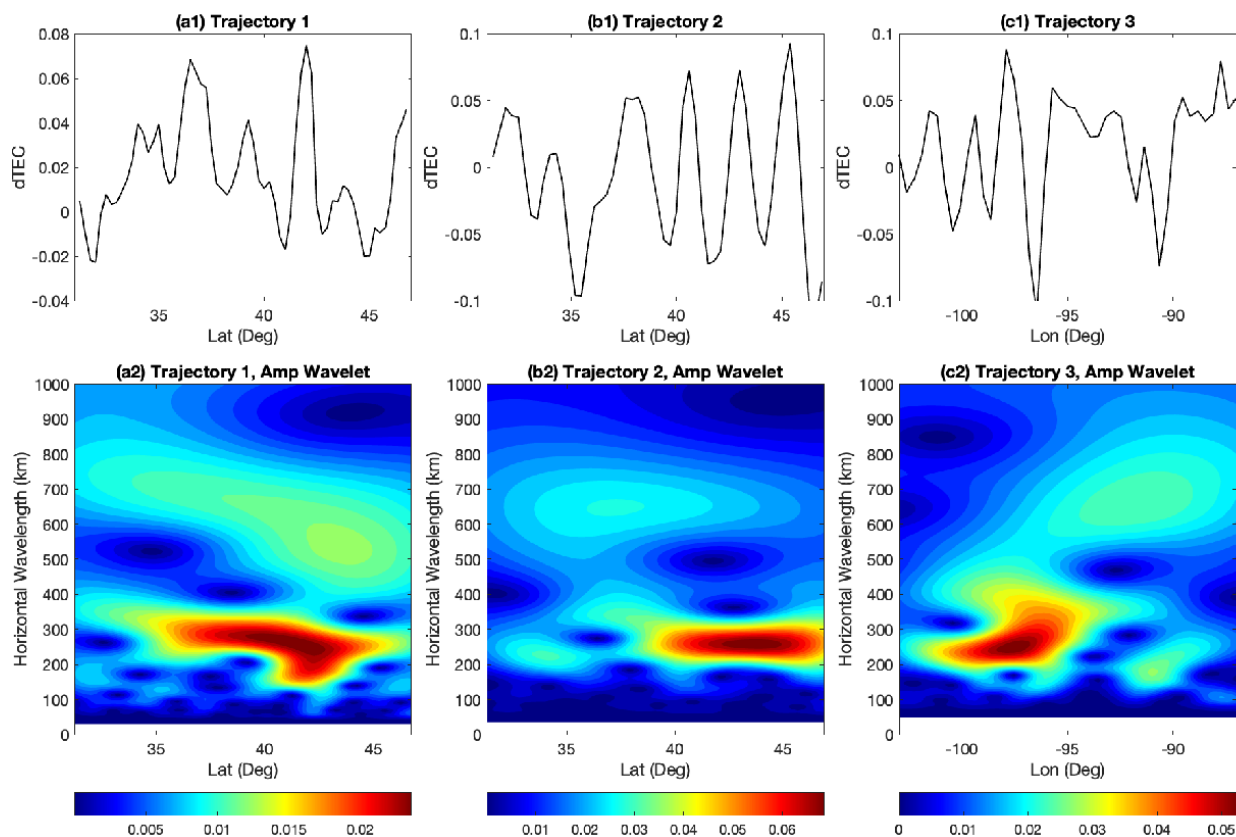 (a1) Trajectory 1
0.08
0.06
0.04
0.02
0
-0.02
-0.04
dTEC
35 40 45
Lat (Deg)
(b1) Trajectory 2
0.1
0.05
0
-0.05
-0.1
dTEC
35 40 45
Lat (Deg)
(c1) Trajectory 3
0.1
0.05
0
-0.05
-0.1
dTEC
-100 -95 -90
Lon (Deg)
(a2) Trajectory 1, Amp Wavelet
1000
900
800
700
600
500
400
300
200
100
0
Horizontal Wavelength (km)
35 40 45
Lat (Deg)
0.005 0.01 0.015 0.02
(b2) Trajectory 2, Amp Wavelet
1000
900
800
700
600
500
400
300
200
100
0
Horizontal Wavelength (km)
35 40 45
Lat (Deg)
0.01 0.02 0.03 0.04 0.05 0.06
(c2) Trajectory 3, Amp Wavelet
1000
900
800
700
600
500
400
300
200
100
0
Horizontal Wavelength (km)
-100 -95 -90
Lon (Deg)
0 0.01 0.02 0.03 0.04 0.05